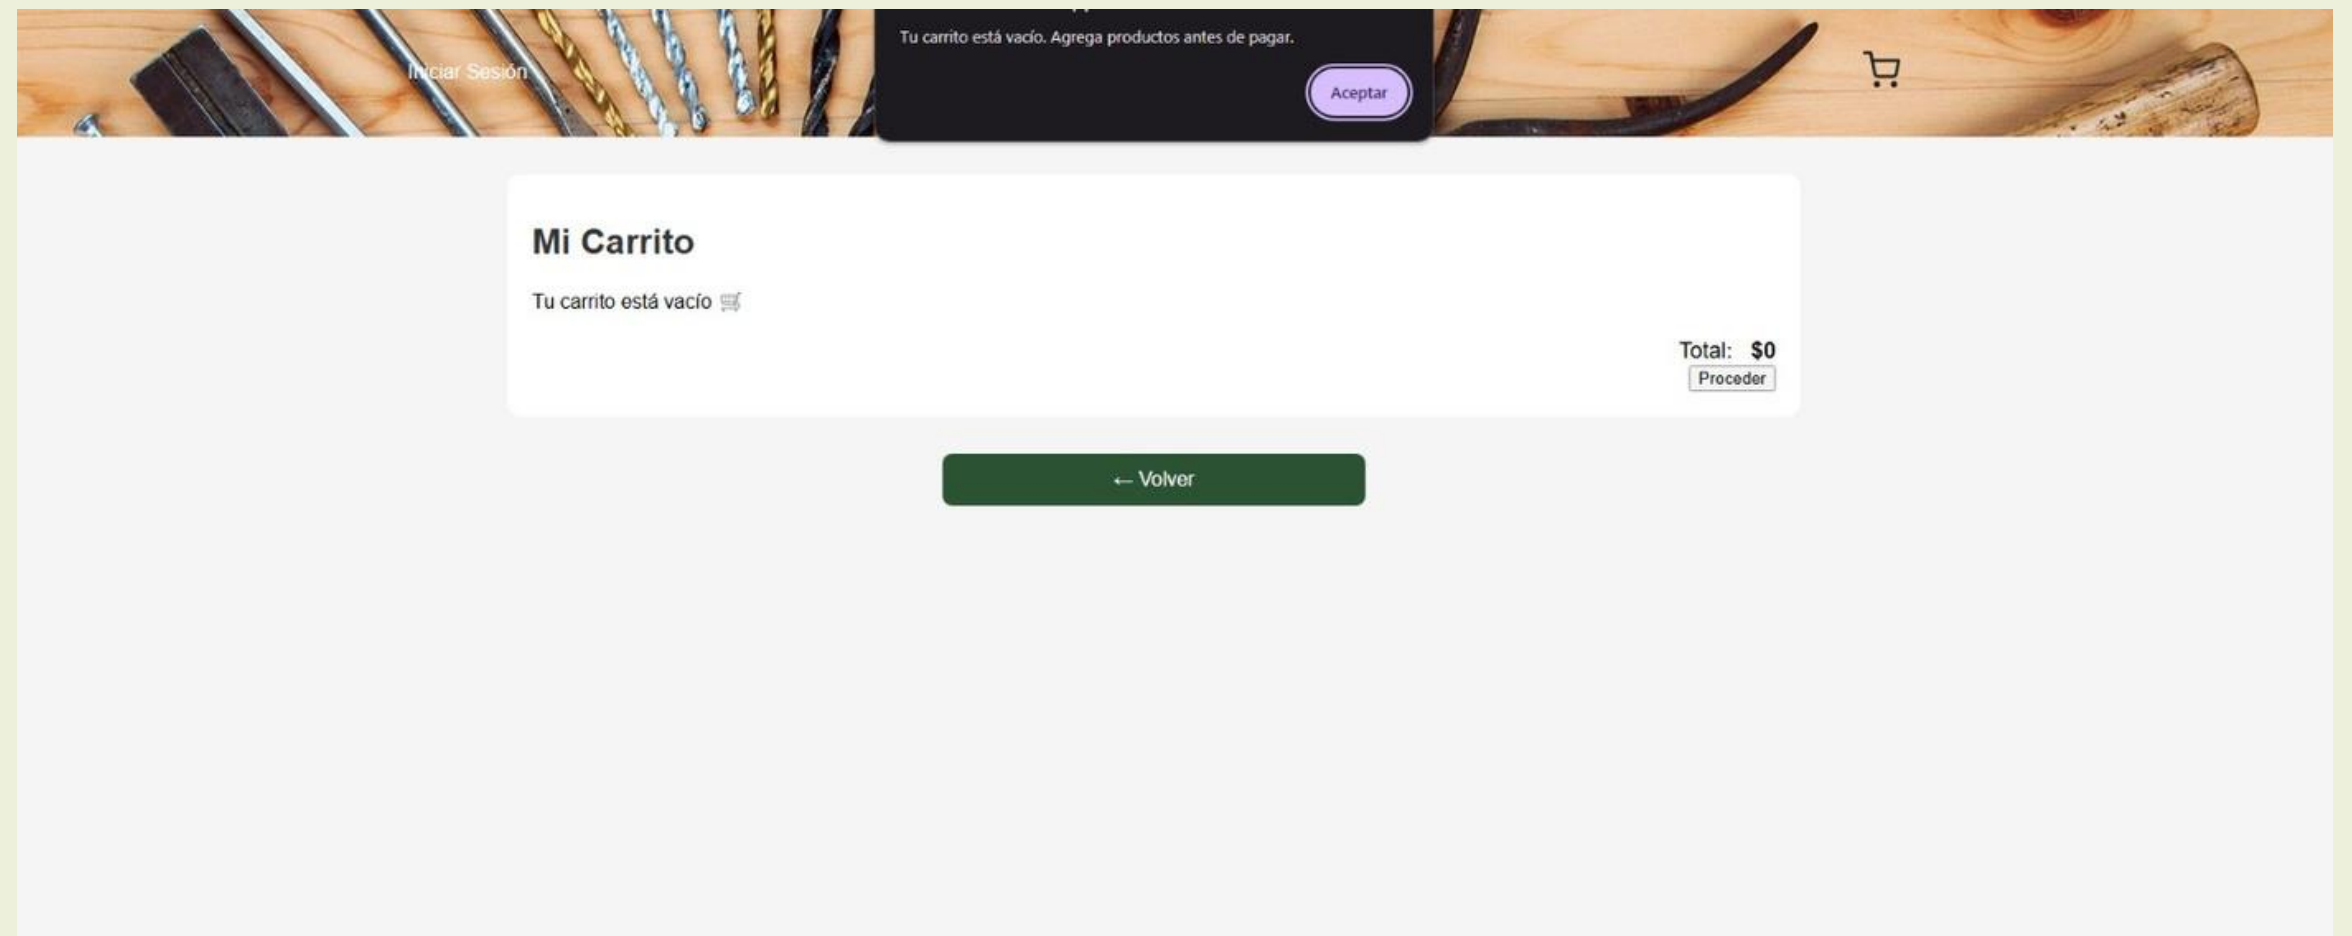 Tu carrito está vacío. Agrega productos antes de pagar.
Iniciar Sesión
Aceptar
Mi Carrito
Tu carrito está vacío 🛒
Total: $0
Proceder
← Volver